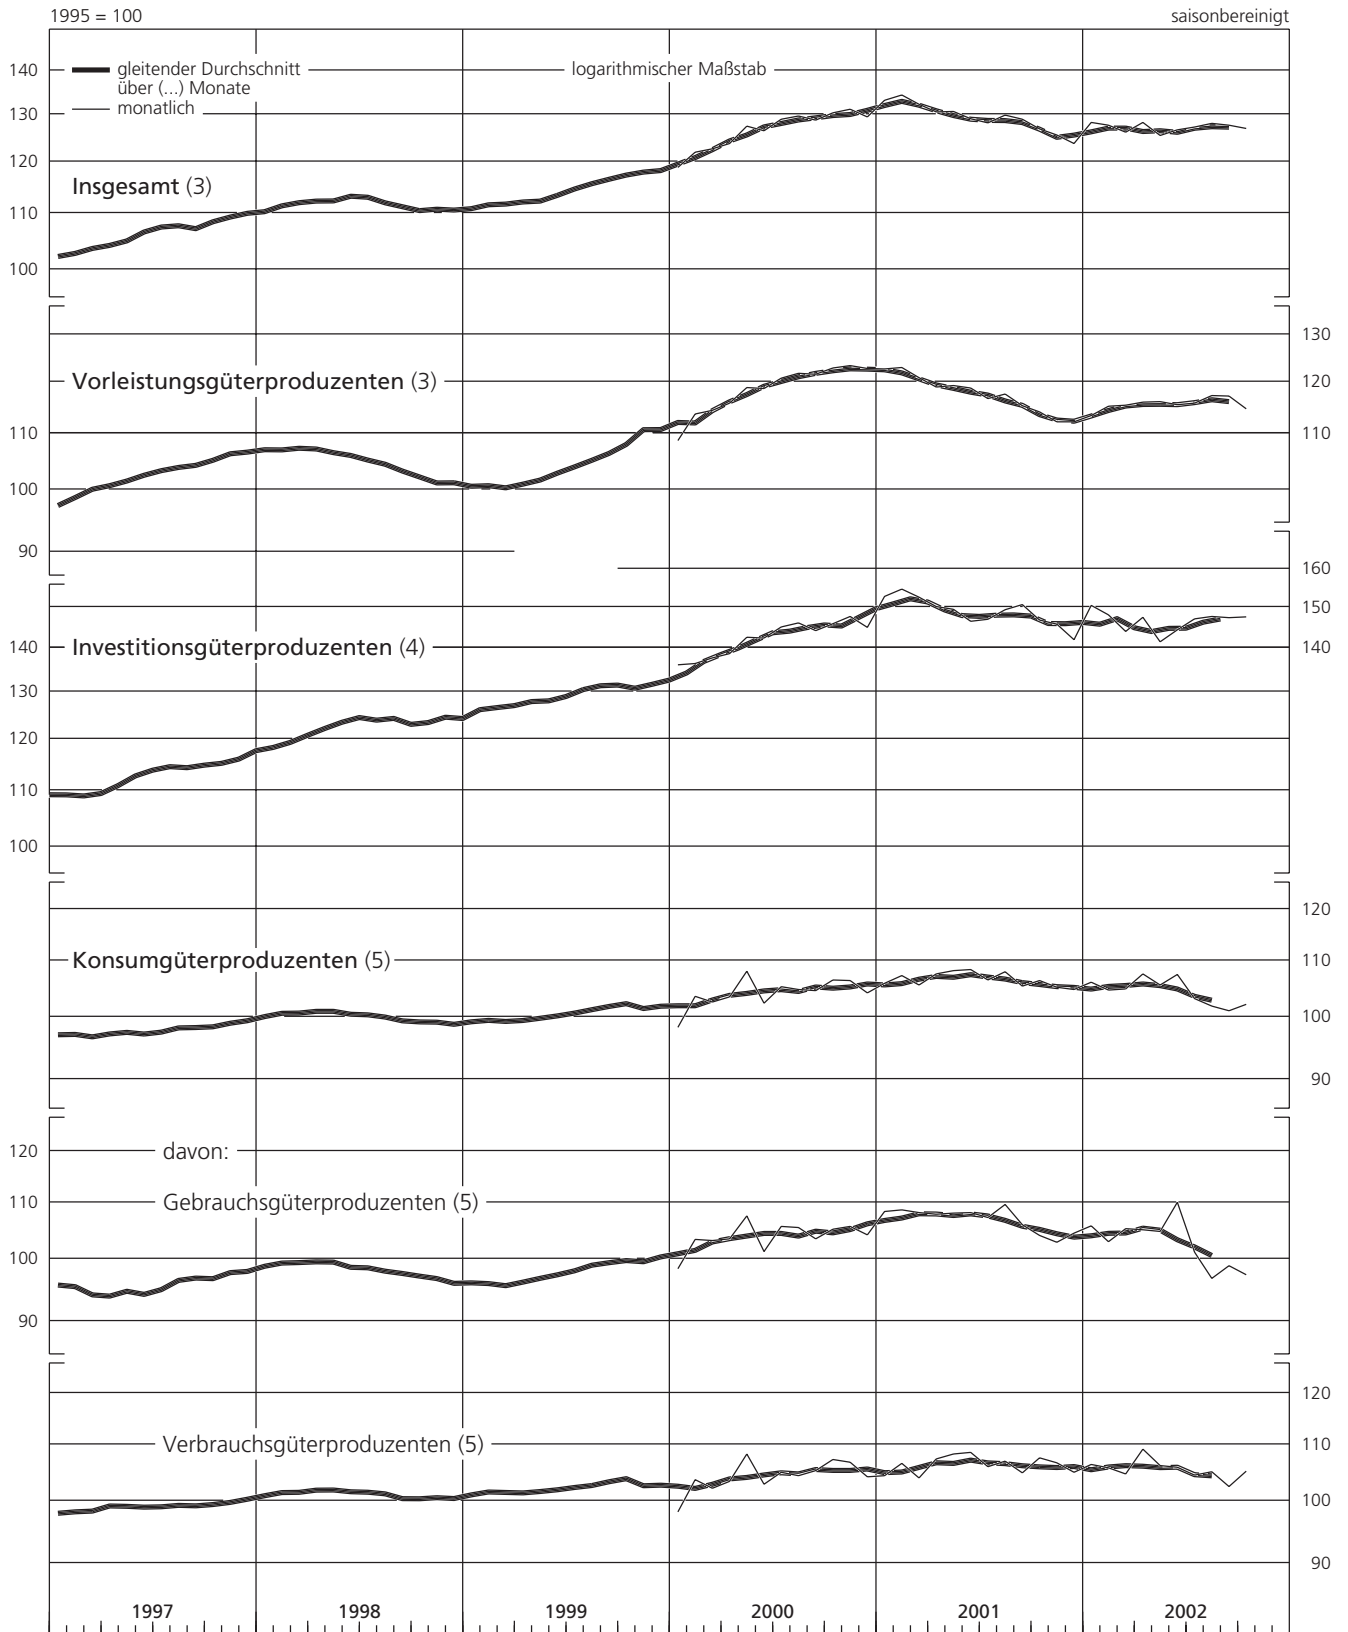 1995 = 100
saisonbereinigt
140
gleitender Durchschnitt
über (...) Monate
monatlich
logarithmischer Maßstab
130
120
Insgesamt (3)
110
100
130
Vorleistungsgüterproduzenten (3)
120
110
110
100
90
160
150
Investitionsgüterproduzenten (4)
140
140
130
120
110
100
120
Konsumgüterproduzenten (5)
110
100
90
120
davon:
110
Gebrauchsgüterproduzenten (5)
100
90
120
Verbrauchsgüterproduzenten (5)
110
100
90
1997
1998
1999
2000
2001
2002